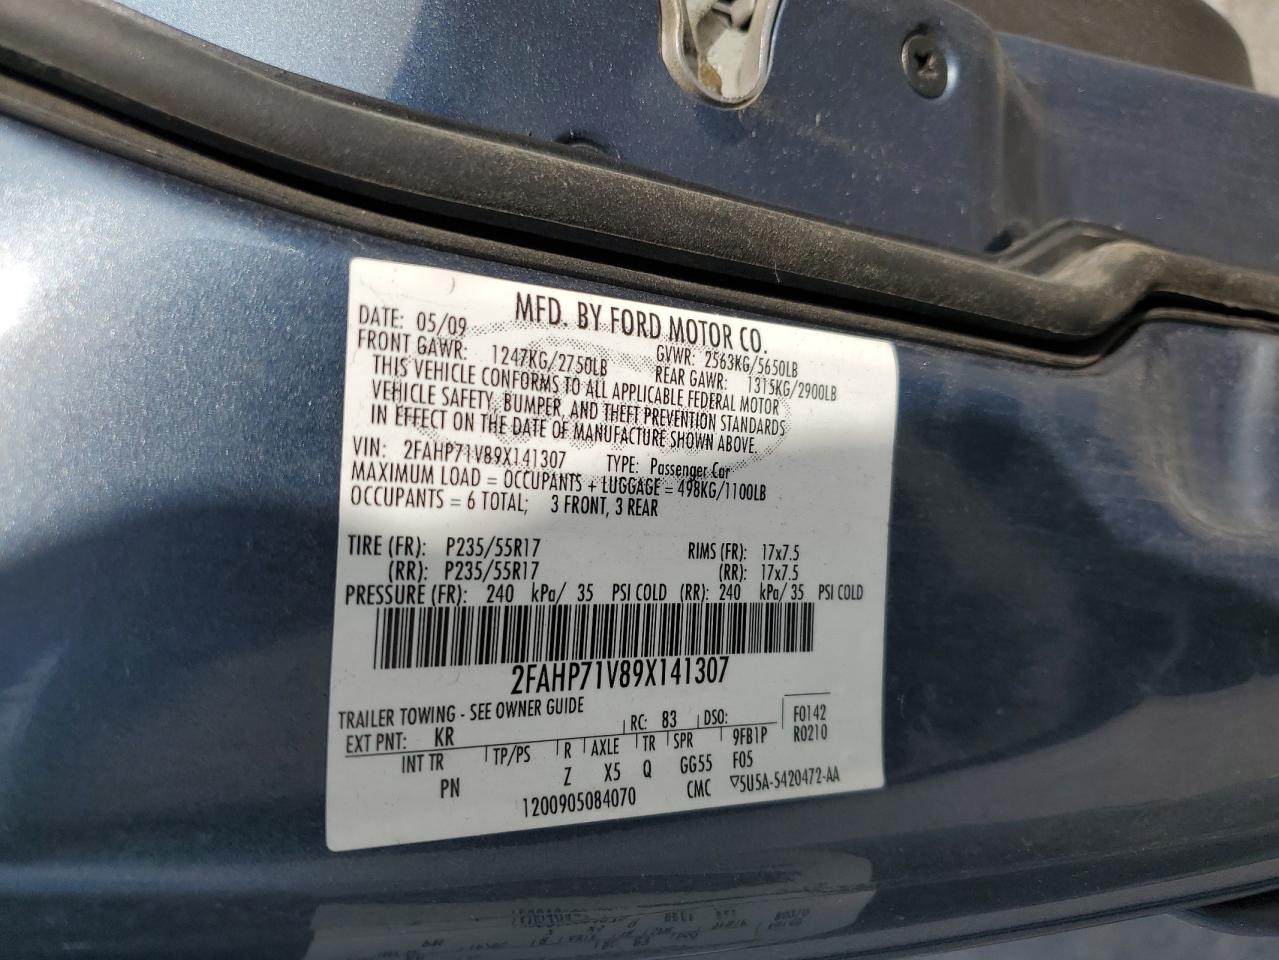 MFD. BY FORD MOTOR CO.
DATE: 05/09 GVWR: 2563KG/5650LB
FRONT GAWR: 1247KG/2750LB REAR GAWR: 1315KG/2900LB
THIS VEHICLE CONFORMS TO ALL APPLICABLE FEDERAL MOTOR
VEHICLE SAFETY, BUMPER, AND THEFT PREVENTION STANDARDS
IN EFFECT ON THE DATE OF MANUFACTURE SHOWN ABOVE.
VIN: 2FAHP71V89X141307 TYPE: Passenger Car
MAXIMUM LOAD = OCCUPANTS + LUGGAGE = 498KG/1100LB
OCCUPANTS = 6 TOTAL; 3 FRONT, 3 REAR
TIRE (FR): P235/55R17 RIMS (FR): 17x7.5
(RR): P235/55R17 (RR): 17x7.5
PRESSURE (FR): 240 kPa/ 35 PSI COLD (RR): 240 kPa/ 35 PSI COLD
2FAHP71V89X141307
TRAILER TOWING - SEE OWNER GUIDE
EXT PNT: KR RC: 83 DSO: F0142
INT TR TP/PS R AXLE TR SPR 9FB1P R0210
PN Z X5 Q GG55 F05
1200905084070 CMC ▽5U5A-5420472-AA